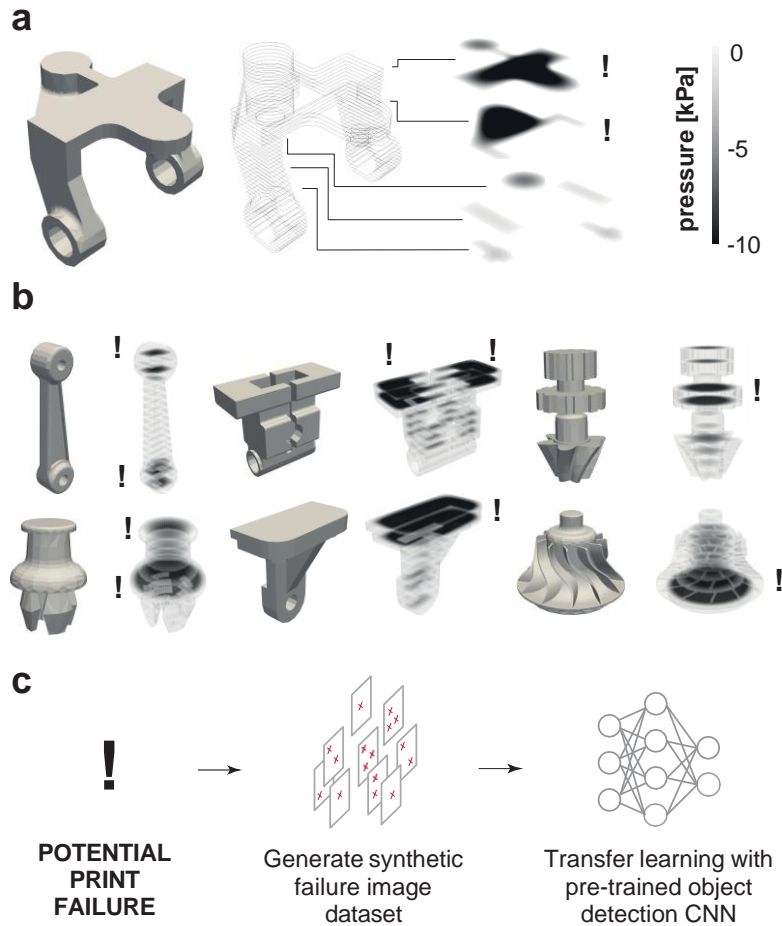 a
!
!
0
-5
-10
pressure [kPa]
b
!
!
!
!
!
!
!
!
!
c
!
POTENTIAL
PRINT
FAILURE
Generate synthetic
failure image
dataset
Transfer learning with
pre-trained object
detection CNN